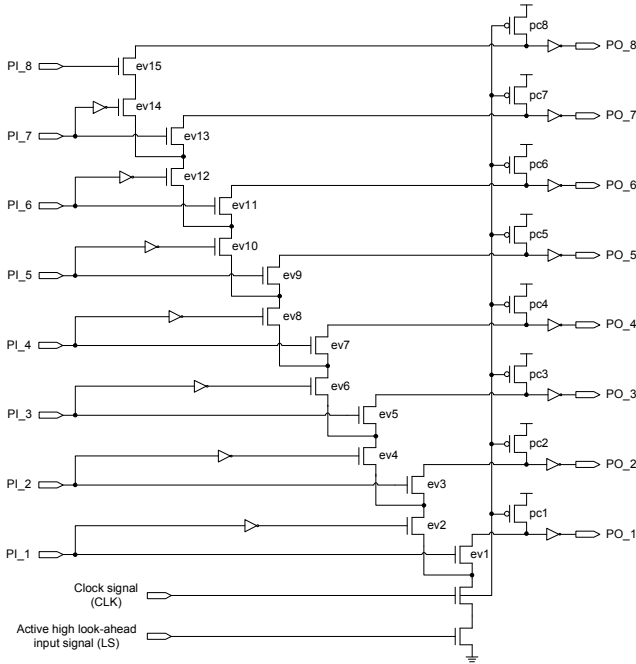 pc8
PI_8
ev15
PO_8
ev14
pc7
PI_7
ev13
PO_7
ev12
pc6
PI_6
ev11
PO_6
ev10
pc5
PI_5
ev9
PO_5
ev8
pc4
PI_4
ev7
PO_4
ev6
pc3
PI_3
ev5
PO_3
ev4
pc2
PI_2
ev3
PO_2
ev2
pc1
PI_1
ev1
PO_1
Clock signal
(CLK)
Active high look-ahead
input signal (LS)